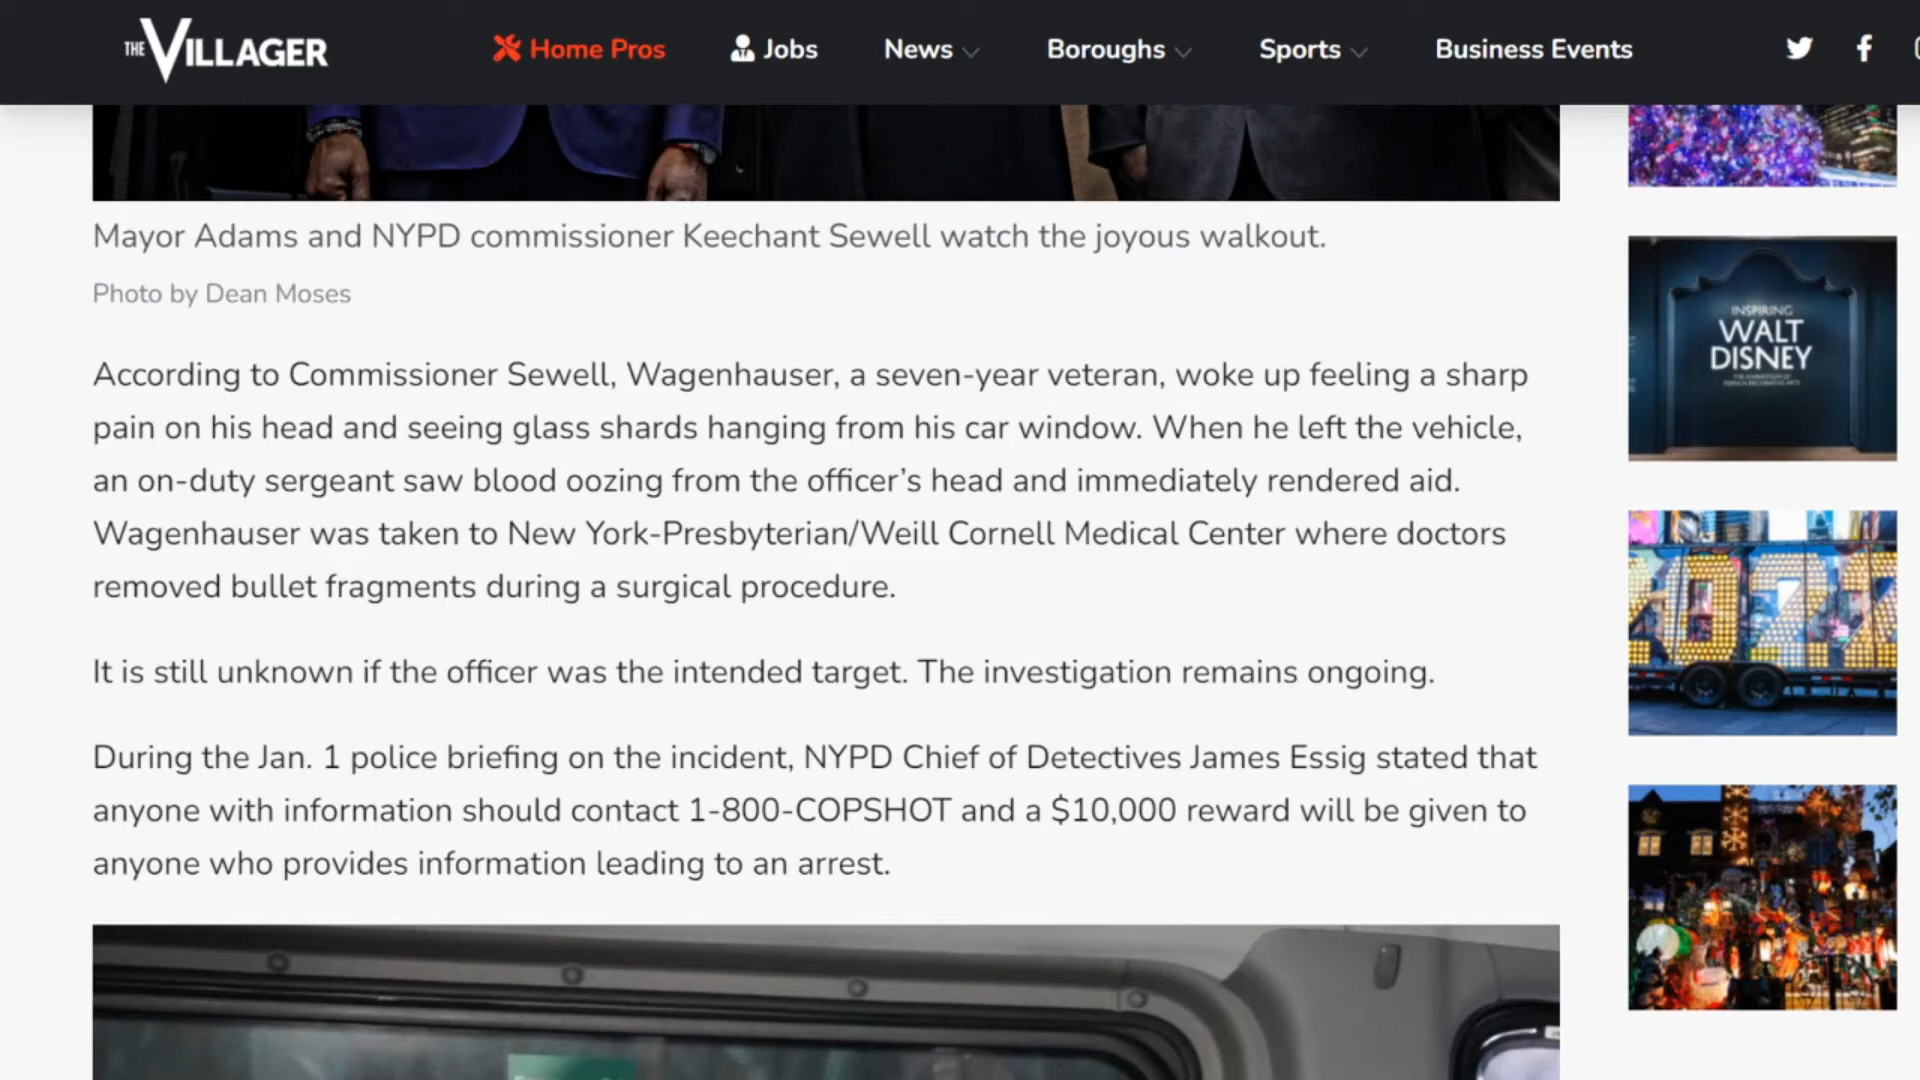 THE VILLAGER
Home Pros
Jobs
News
Boroughs
Sports
Business Events
Mayor Adams and NYPD commissioner Keechant Sewell watch the joyous walkout.
Photo by Dean Moses
INSPIRING
WALT
DISNEY
According to Commissioner Sewell, Wagenhauser, a seven-year veteran, woke up feeling a sharp
pain on his head and seeing glass shards hanging from his car window. When he left the vehicle,
an on-duty sergeant saw blood oozing from the officer’s head and immediately rendered aid.
Wagenhauser was taken to New York-Presbyterian/Weill Cornell Medical Center where doctors
removed bullet fragments during a surgical procedure.
It is still unknown if the officer was the intended target. The investigation remains ongoing.
2022
During the Jan. 1 police briefing on the incident, NYPD Chief of Detectives James Essig stated that
anyone with information should contact 1-800-COPSHOT and a $10,000 reward will be given to
anyone who provides information leading to an arrest.